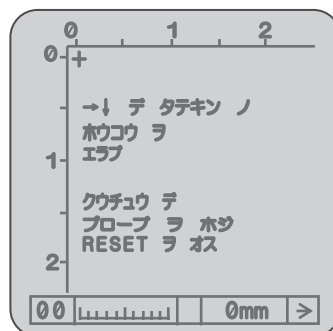 0 1 2
0
→↓ デ タテキン ノ
ホウコウ ヲ
エラブ
1
クウチュウ デ
プローブ ヲ ホジ
RESET ヲ オス
2
00 0mm →